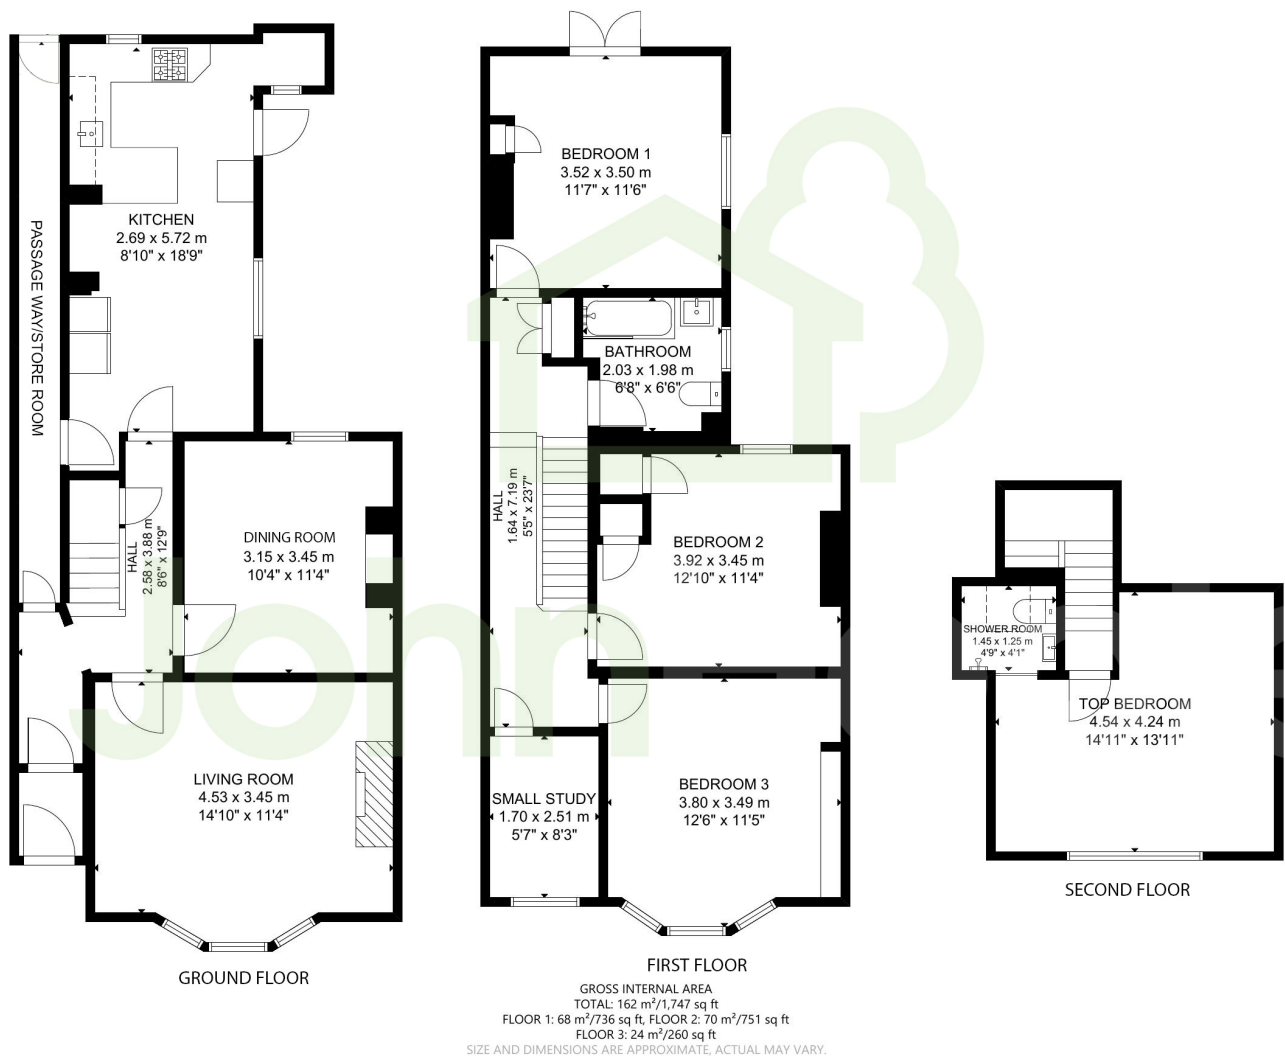 PASSAGE WAY/STORE ROOM
KITCHEN
2.69 x 5.72 m
8'10" x 18'9"
HALL
2.58 x 3.88 m
8'6" x 12'9"
DINING ROOM
3.15 x 3.45 m
10'4" x 11'4"
LIVING ROOM
4.53 x 3.45 m
14'10" x 11'4"
GROUND FLOOR
BEDROOM 1
3.52 x 3.50 m
11'7" x 11'6"
BATHROOM
2.03 x 1.98 m
6'8" x 6'6"
HALL
1.64 x 7.19 m
5'5" x 23'7"
BEDROOM 2
3.92 x 3.45 m
12'10" x 11'4"
BEDROOM 3
3.80 x 3.49 m
12'6" x 11'5"
SMALL STUDY
1.70 x 2.51 m
5'7" x 8'3"
FIRST FLOOR
SHOWER ROOM
1.45 x 1.25 m
4'9" x 4'1"
TOP BEDROOM
4.54 x 4.24 m
14'11" x 13'11"
SECOND FLOOR
John
GROSS INTERNAL AREA
TOTAL: 162 m²/1,747 sq ft
FLOOR 1: 68 m²/736 sq ft, FLOOR 2: 70 m²/751 sq ft
FLOOR 3: 24 m²/260 sq ft
SIZE AND DIMENSIONS ARE APPROXIMATE, ACTUAL MAY VARY.